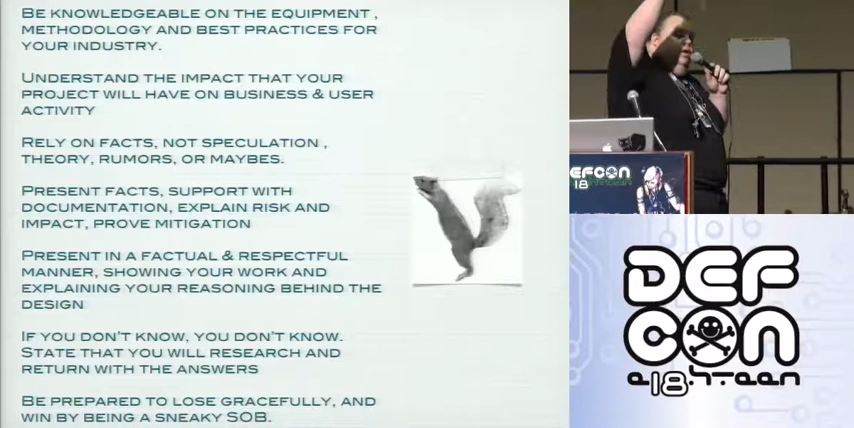 BE KNOWLEDGEABLE ON THE EQUIPMENT ,
METHODOLOGY AND BEST PRACTICES FOR
YOUR INDUSTRY.
UNDERSTAND THE IMPACT THAT YOUR
PROJECT WILL HAVE ON BUSINESS & USER
ACTIVITY
RELY ON FACTS, NOT SPECULATION ,
THEORY, RUMORS, OR MAYBES.
PRESENT FACTS, SUPPORT WITH
DOCUMENTATION, EXPLAIN RISK AND
IMPACT, PROVE MITIGATION
PRESENT IN A FACTUAL & RESPECTFUL
MANNER, SHOWING YOUR WORK AND
EXPLAINING YOUR REASONING BEHIND THE
DESIGN
IF YOU DON'T KNOW, YOU DON'T KNOW.
STATE THAT YOU WILL RESEARCH AND
RETURN WITH THE ANSWERS
BE PREPARED TO LOSE GRACEFULLY, AND
WIN BY BEING A SNEAKY SOB.
EFCON
18
DEF
CON
18